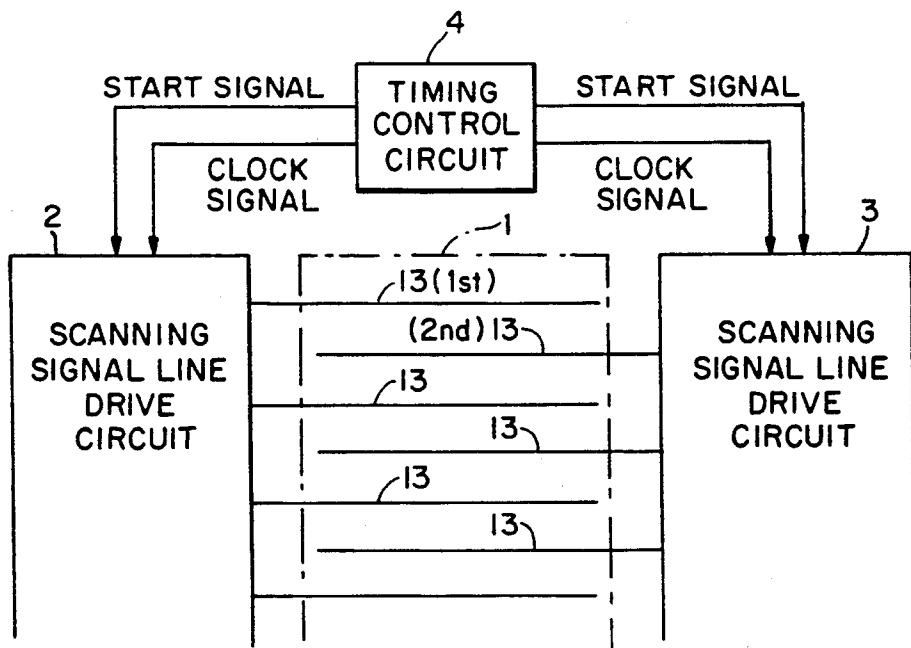 4
START SIGNAL
TIMING
CONTROL
CIRCUIT
START SIGNAL
CLOCK
SIGNAL
CLOCK
SIGNAL
2
1
3
13(1st)
(2nd)13
13
13
13
13
SCANNING
SIGNAL LINE
DRIVE
CIRCUIT
SCANNING
SIGNAL LINE
DRIVE
CIRCUIT